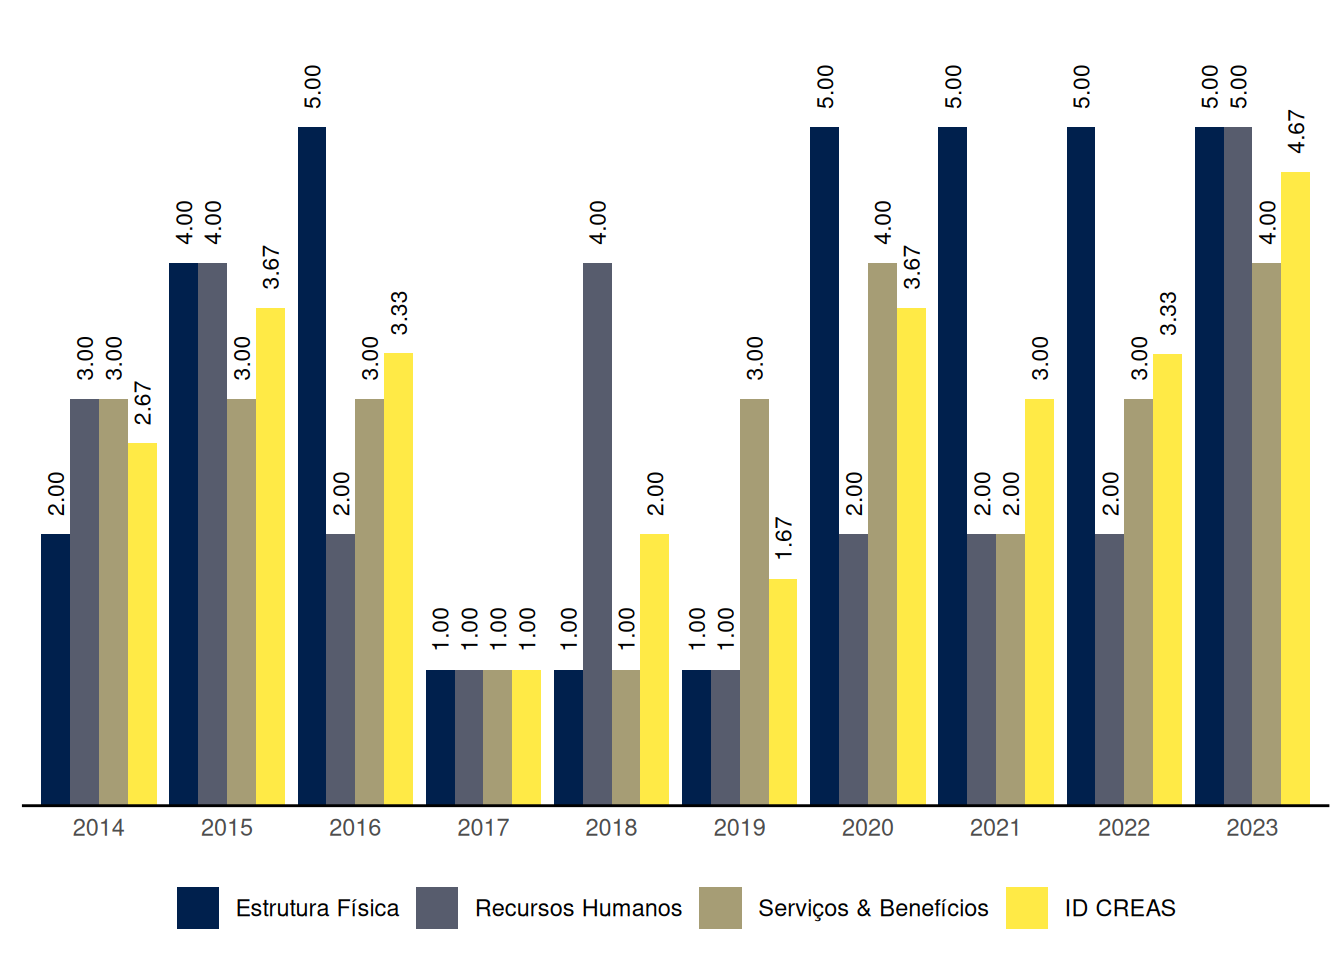 2.00 3.00 3.00 2.67
4.00 4.00 3.00 3.67
5.00 2.00 3.00 3.33
1.00 1.00 1.00 1.00
1.00 4.00 1.00 2.00
1.00 1.00 3.00 1.67
5.00 2.00 4.00 3.67
5.00 2.00 2.00 3.00
5.00 2.00 3.00 3.33
5.00 5.00 4.00 4.67
2014 2015 2016 2017 2018 2019 2020 2021 2022 2023
Estrutura Física Recursos Humanos Serviços & Benefícios ID CREAS